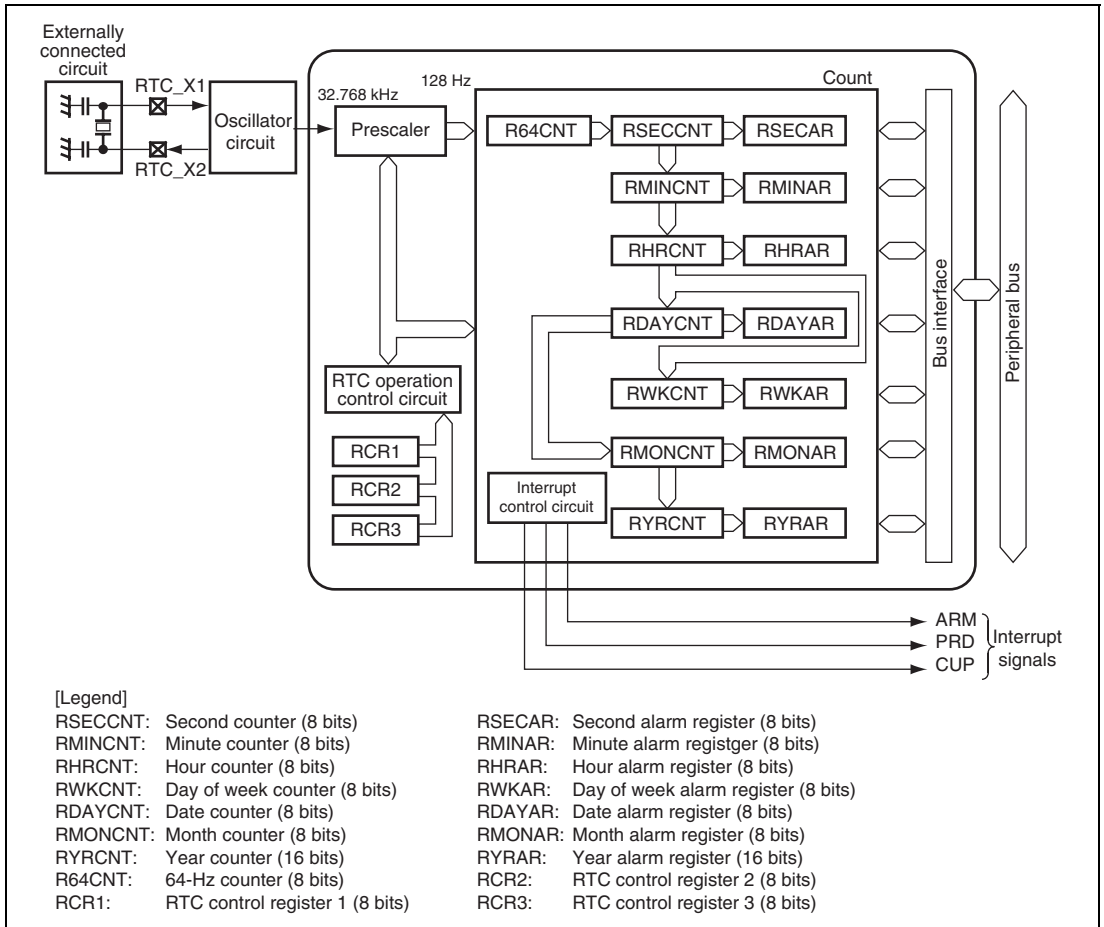 Externally
connected
circuit
RTC_X1
RTC_X2
Oscillator
circuit
32.768 kHz
128 Hz
Prescaler
Count
R64CNT
RSECCNT
RSECAR
RMINCNT
RMINAR
RHRCNT
RHRAR
RDAYCNT
RDAYAR
RWKCNT
RWKAR
RMONCNT
RMONAR
RYRCNT
RYRAR
RTC operation
control circuit
RCR1
RCR2
RCR3
Interrupt
control circuit
Bus interface
Peripheral bus
ARM
PRD
CUP
Interrupt
signals
[Legend]
RSECCNT: Second counter (8 bits)
RMINCNT: Minute counter (8 bits)
RHRCNT: Hour counter (8 bits)
RWKCNT: Day of week counter (8 bits)
RDAYCNT: Date counter (8 bits)
RMONCNT: Month counter (8 bits)
RYRCNT: Year counter (16 bits)
R64CNT: 64-Hz counter (8 bits)
RCR1: RTC control register 1 (8 bits)
RSECAR: Second alarm register (8 bits)
RMINAR: Minute alarm registger (8 bits)
RHRAR: Hour alarm register (8 bits)
RWKAR: Day of week alarm register (8 bits)
RDAYAR: Date alarm register (8 bits)
RMONAR: Month alarm register (8 bits)
RYRAR: Year alarm register (16 bits)
RCR2: RTC control register 2 (8 bits)
RCR3: RTC control register 3 (8 bits)